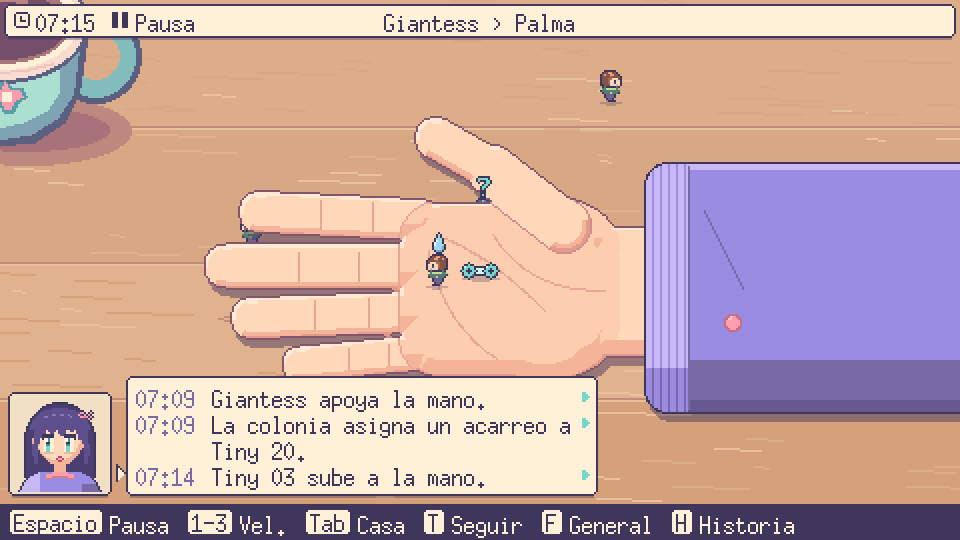 07:15 Pausa Giantess > Palma
?
07:09 Giantess apoya la mano.
07:09 La colonia asigna un acarreo a
Tiny 20.
07:14 Tiny 03 sube a la mano.
Espacio Pausa 1-3 Vel. Tab Casa T Seguir F General H Historia